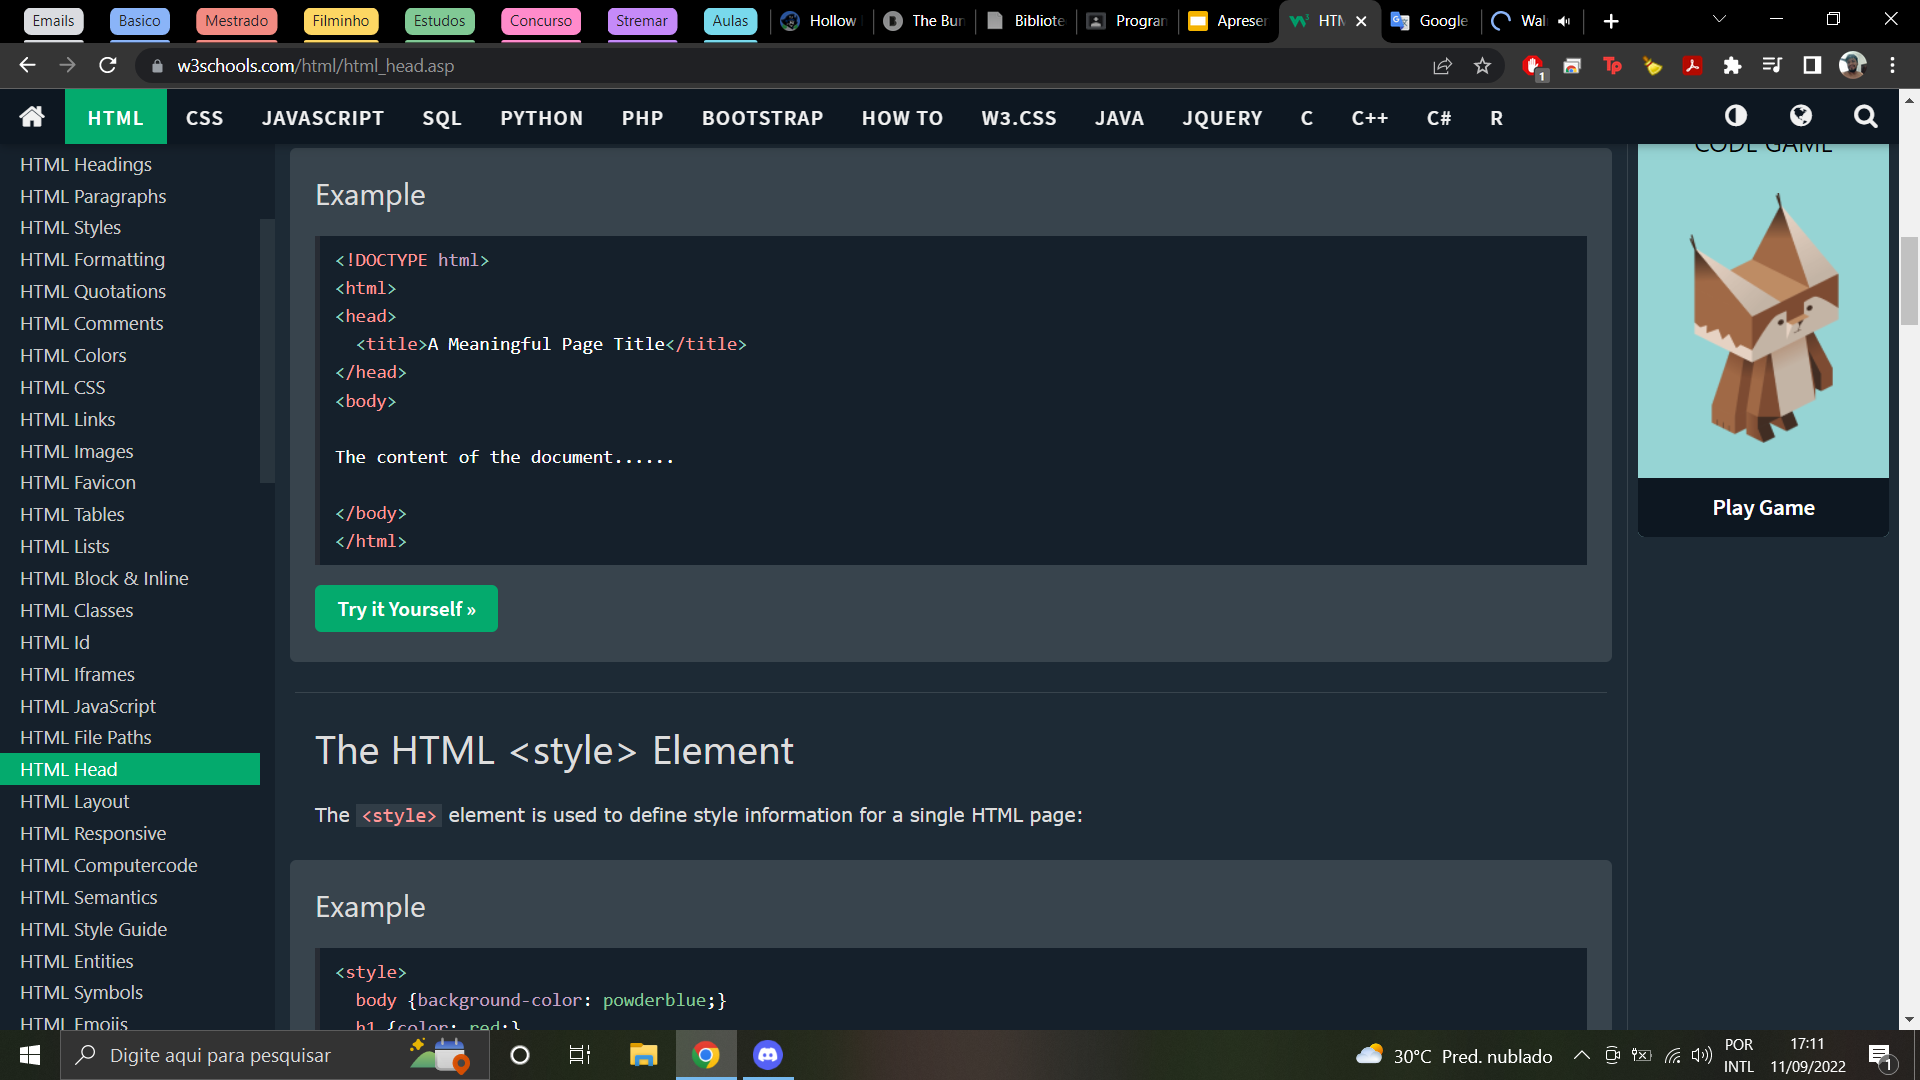 Emails Basico Mestrado Filminho Estudos Concurso Stremar Aulas Hollow The Bun Bibliote Progran Apreser HTM Google Wal
w3schools.com/html/html_head.asp
1
HTML CSS JAVASCRIPT SQL PYTHON PHP BOOTSTRAP HOW TO W3.CSS JAVA JQUERY C C++ C# R
HTML Headings
HTML Paragraphs
HTML Styles
HTML Formatting
HTML Quotations
HTML Comments
HTML Colors
HTML CSS
HTML Links
HTML Images
HTML Favicon
HTML Tables
HTML Lists
HTML Block & Inline
HTML Classes
HTML Id
HTML Iframes
HTML JavaScript
HTML File Paths
HTML Head
HTML Layout
HTML Responsive
HTML Computercode
HTML Semantics
HTML Style Guide
HTML Entities
HTML Symbols
HTML Emojis
Example
<!DOCTYPE html>
<html>
<head>
<title>A Meaningful Page Title</title>
</head>
<body>
The content of the document......
</body>
</html>
Try it Yourself »
The HTML <style> Element
The <style> element is used to define style information for a single HTML page:
Example
<style>
body {background-color: powderblue;}
h1 {color: red;}
CODE GAME
Play Game
Digite aqui para pesquisar
30°C Pred. nublado
POR
INTL
17:11
11/09/2022
1